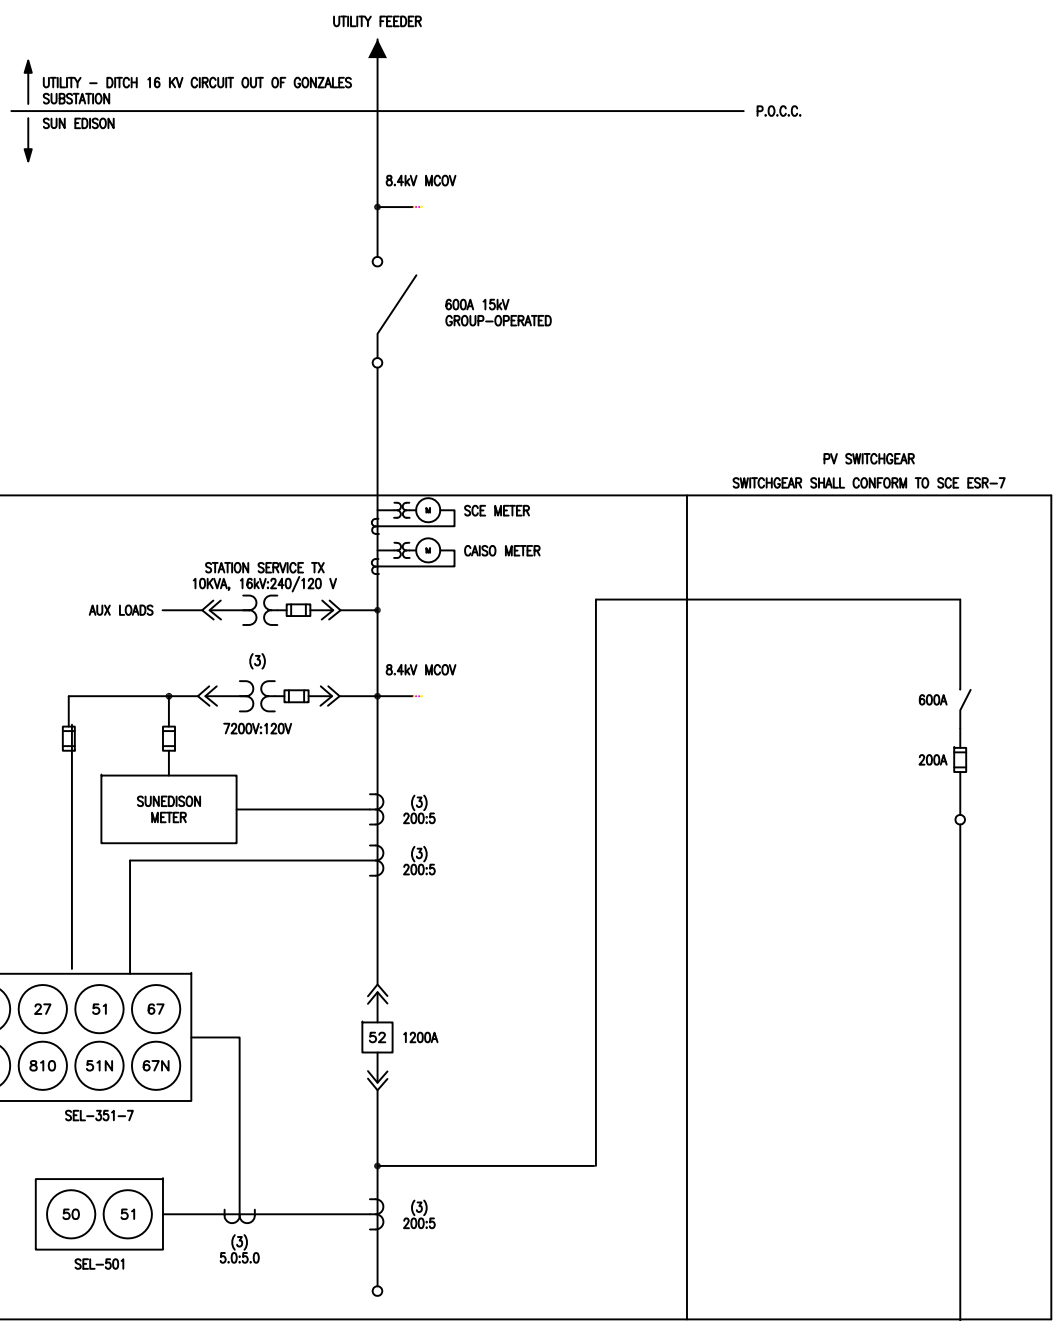 UTILITY FEEDER
UTILITY - DITCH 16 KV CIRCUIT OUT OF GONZALES
SUBSTATION
P.O.C.C.
SUN EDISON
8.4kV MCOV
600A 15kV
GROUP-OPERATED
PV SWITCHGEAR
SWITCHGEAR SHALL CONFORM TO SCE ESR-7
M
SCE METER
M
CAISO METER
STATION SERVICE TX
10KVA, 16kV:240/120 V
AUX LOADS
(3)
8.4kV MCOV
7200V:120V
600A
200A
SUNEDISON
METER
(3)
200:5
(3)
200:5
27
51
67
52
1200A
810
51N
67N
SEL-351-7
50
51
(3)
200:5
SEL-501
(3)
5.0:5.0